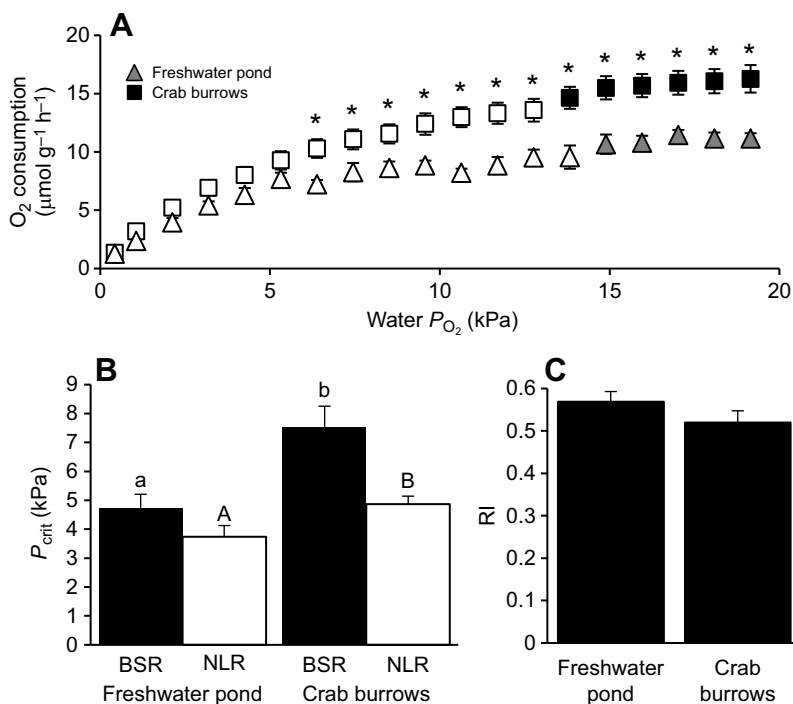 A
20
15
10
5
0
O2 consumption
(μmol g–1 h–1)
Freshwater pond
Crab burrows
* * * * * * * * * * * * *
0 5 10 15 20
Water PO2 (kPa)
B
9
8
7
6
5
4
3
2
1
0
Pcrit (kPa)
a
A
b
B
BSR NLR BSR NLR
Freshwater pond Crab burrows
C
0.6
0.5
0.4
0.3
0.2
0.1
0
RI
Freshwater
pond
Crab
burrows